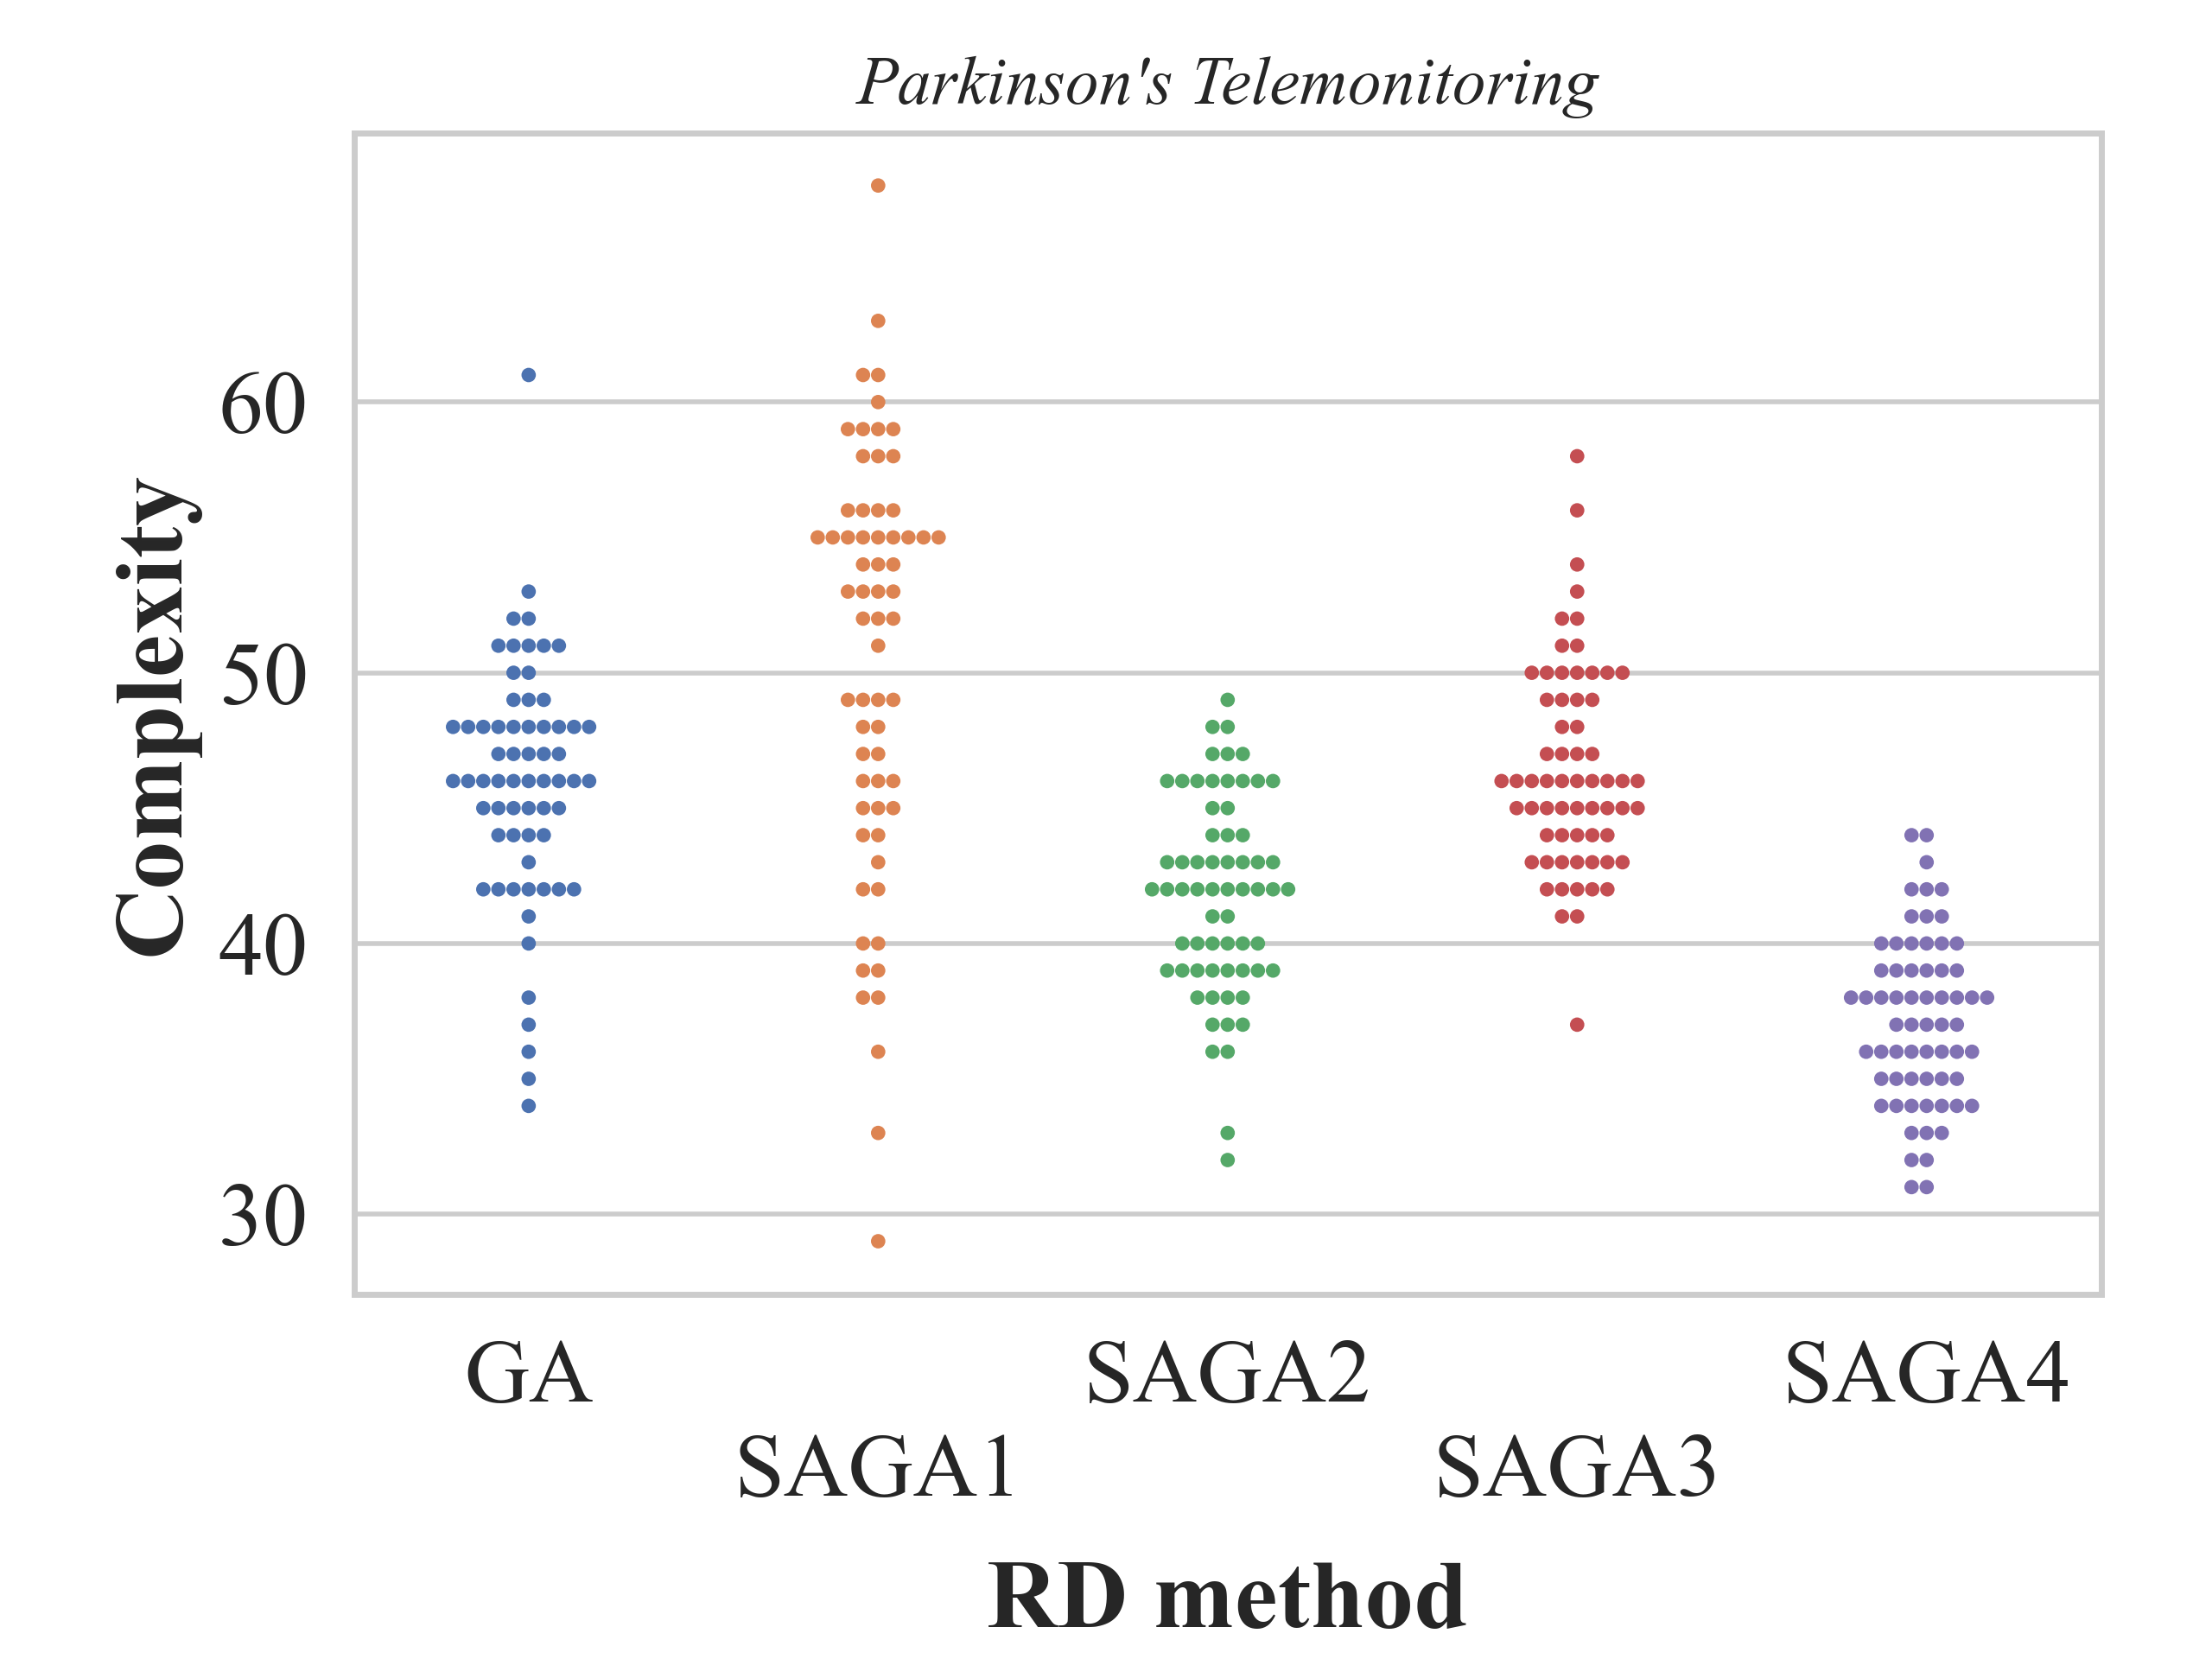 Parkinson's Telemonitoring
Complexity
60
50
40
30
GA
SAGA1
SAGA2
SAGA3
SAGA4
RD method